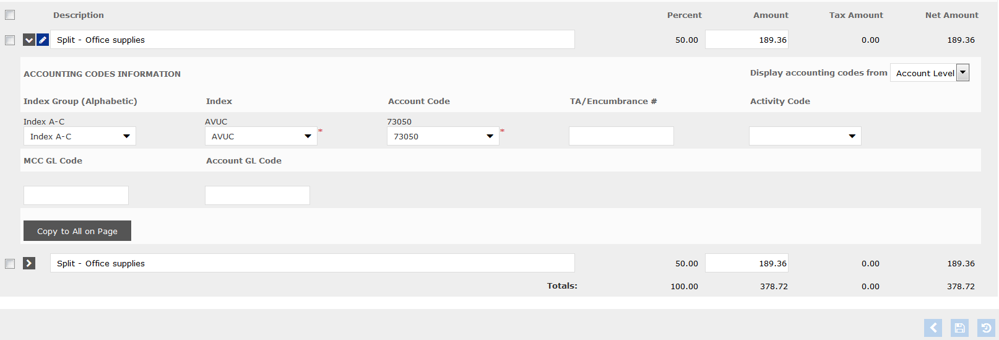 Description Percent Amount Tax Amount Net Amount
Split - Office supplies 50.00 189.36 0.00 189.36
ACCOUNTING CODES INFORMATION Display accounting codes from Account Level
Index Group (Alphabetic) Index Account Code TA/Encumbrance # Activity Code
Index A-C AVUC 73050
Index A-C AVUC * 73050 *
MCC GL Code Account GL Code
Copy to All on Page
Split - Office supplies 50.00 189.36 0.00 189.36
Totals: 100.00 378.72 0.00 378.72